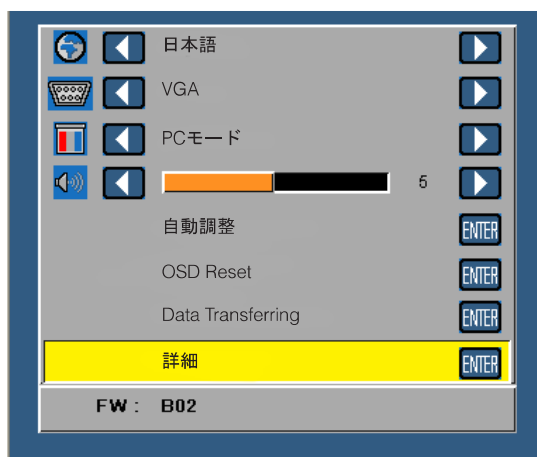 日本語
VGA
PCモード
5
自動調整 ENTER
OSD Reset ENTER
Data Transferring ENTER
詳細 ENTER
FW : B02